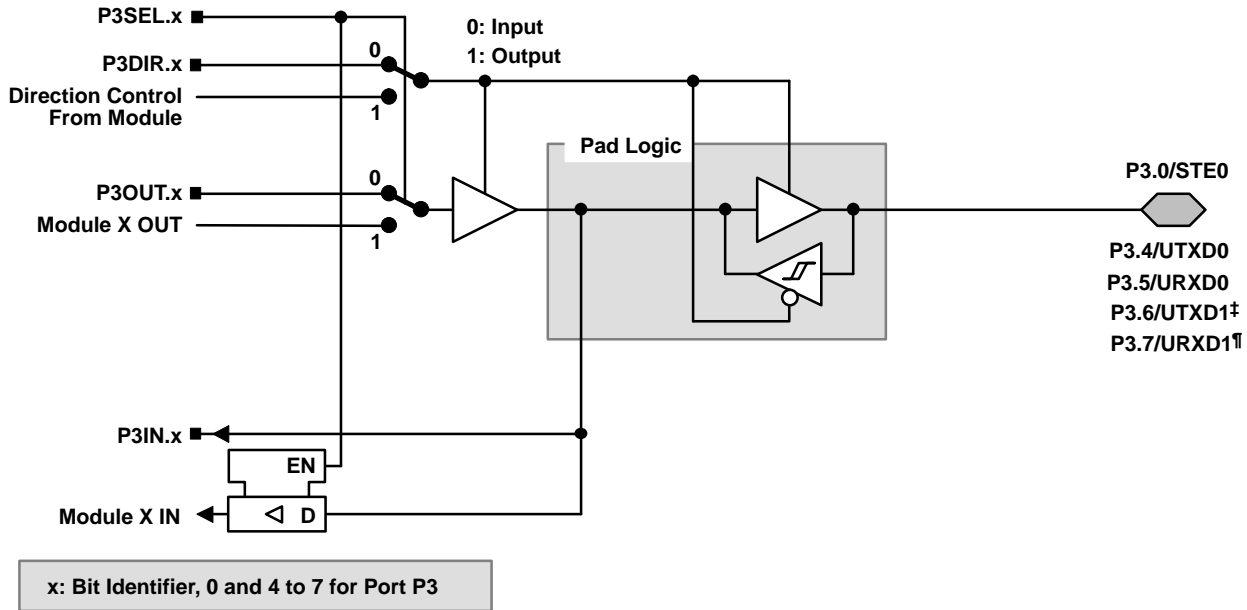 P3SEL.x
0: Input
1: Output
0
P3DIR.x
Direction Control
From Module
1
Pad Logic
P3.0/STE0
0
P3OUT.x
Module X OUT
1
P3.4/UTXD0
P3.5/URXD0
P3.6/UTXD1‡
P3.7/URXD1¶
P3IN.x
EN
Module X IN
D
x: Bit Identifier, 0 and 4 to 7 for Port P3